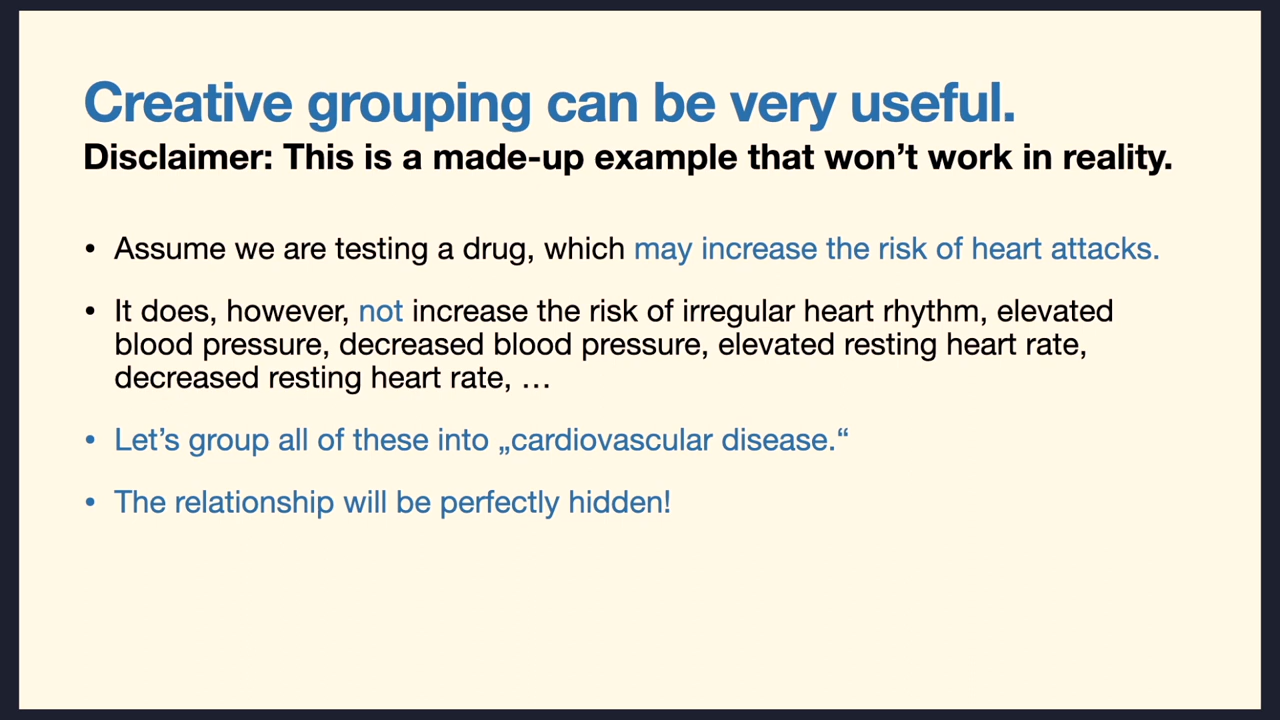 Creative grouping can be very useful.
Disclaimer: This is a made-up example that won’t work in reality.
• Assume we are testing a drug, which may increase the risk of heart attacks.
• It does, however, not increase the risk of irregular heart rhythm, elevated
blood pressure, decreased blood pressure, elevated resting heart rate,
decreased resting heart rate, …
• Let’s group all of these into „cardiovascular disease.“
• The relationship will be perfectly hidden!